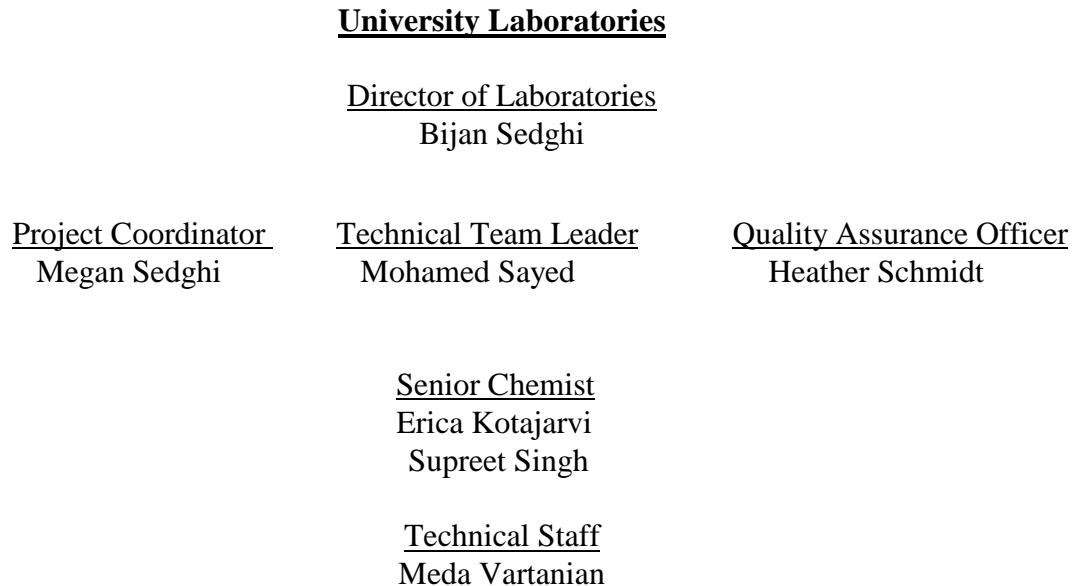 University Laboratories
Director of Laboratories
Bijan Sedghi
Project Coordinator Technical Team Leader Quality Assurance Officer
Megan Sedghi Mohamed Sayed Heather Schmidt
Senior Chemist
Erica Kotajarvi
Supreet Singh
Technical Staff
Meda Vartanian